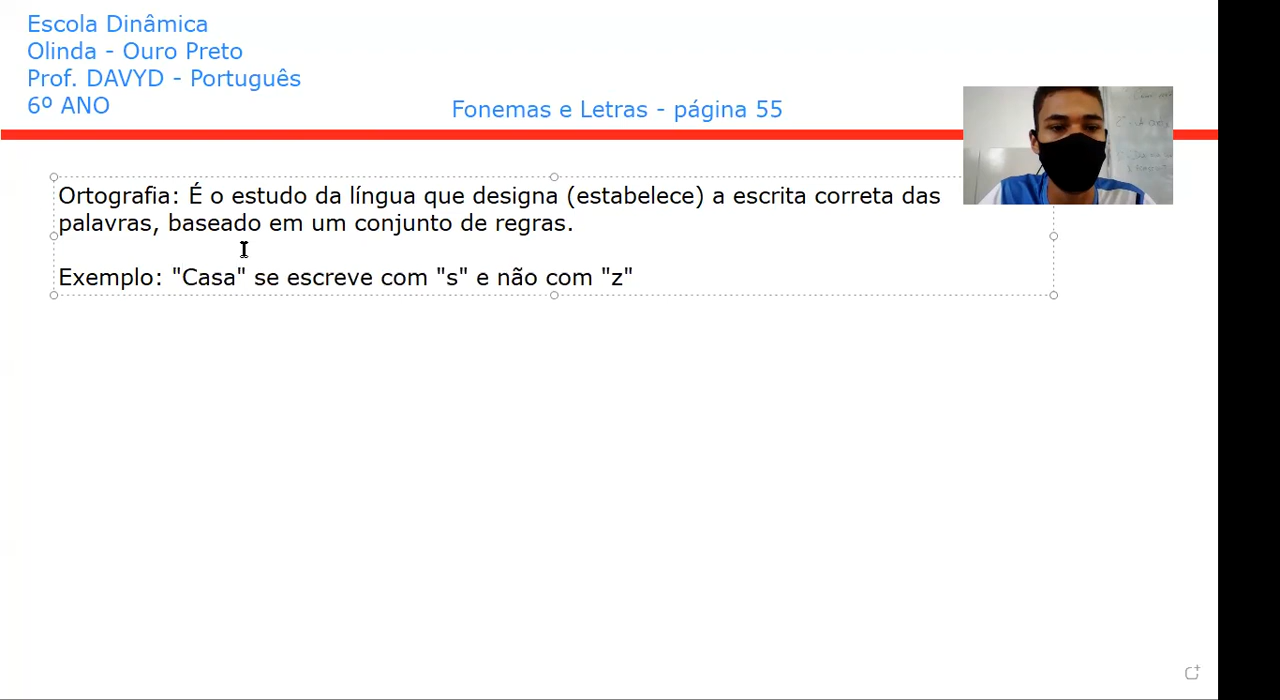 Escola Dinâmica
Olinda - Ouro Preto
Prof. DAVYD - Português
6º ANO
Fonemas e Letras - página 55
Ortografia: É o estudo da língua que designa (estabelece) a escrita correta das
palavras, baseado em um conjunto de regras.
Exemplo: "Casa" se escreve com "s" e não com "z"